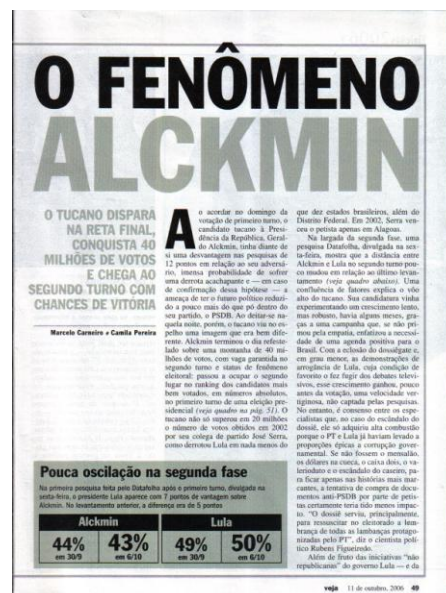 O FENÔMENO
ALCKMIN
O TUCANO DISPARA
NA RETA FINAL,
CONQUISTA 40
MILHÕES DE VOTOS
E CHEGA AO
SEGUNDO TURNO COM
CHANCES DE VITÓRIA
Marcelo Carneiro e Camila Pereira
Ao acordar no domingo da
votação de primeiro turno, o
candidato tucano à Presi-
dência da República, Geral-
do Alckmin, tinha diante de
si uma desvantagem nas pesquisas de
12 pontos em relação ao seu adversá-
rio, imensa probabilidade de sofrer
uma derrota acachapante e — em caso
de confirmação dessa hipótese — a
ameaça de ter o futuro político reduzi-
do a pouco mais do que pó dentro do
seu partido, o PSDB. Ao deitar-se na-
quela noite, porém, o tucano viu no es-
pelho uma imagem que era bem dife-
rente. Alckmin terminou o dia refeste-
lado sobre uma montanha de 40 mi-
lhões de votos, com vaga garantida no
segundo turno e status de fenômeno
eleitoral: passou a ocupar o segundo
lugar no ranking dos candidatos mais
bem votados, em números absolutos,
no primeiro turno de uma eleição pre-
sidencial (veja quadro na pág. 51). O
tucano não só superou em 20 milhões
o número de votos obtidos em 2002
por seu colega de partido José Serra,
como derrotou Lula em nada menos do
que dez estados brasileiros, além do
Distrito Federal. Em 2002, Serra ven-
ceu o petista apenas em Alagoas.
Na largada da segunda fase, uma
pesquisa Datafolha, divulgada na sex-
ta-feira, mostra que a distância entre
Alckmin e Lula no segundo turno pou-
co mudou em relação ao último levan-
tamento (veja quadro abaixo). Uma
confluência de fatores explica o vôo
alto do tucano. Sua candidatura vinha
experimentando um crescimento lento,
mas robusto, havia alguns meses, gra-
ças a uma campanha que, se não pri-
mou pela empatia, enfatizou a necessi-
dade de uma agenda positiva para o
Brasil. Com a eclosão do dossiêgate e,
em grau menor, as demonstrações de
arrogância de Lula, cuja condição de
favorito o fez fugir dos debates televi-
sivos, esse crescimento ganhou, pouco
antes da votação, uma velocidade ver-
tiginosa, não captada pelas pesquisas.
No entanto, é consenso entre os espe-
cialistas que, no caso do escândalo do
dossiê, ele só adquiriu alta combustão
porque o PT e Lula já haviam levado a
proporções épicas a corrupção gover-
namental. Se não fossem o mensalão,
os dólares na cueca, o caixa dois, o va-
lerioduto e o escândalo do caseiro, pa-
ra ficar apenas nas histórias mais mar-
cantes, a tentativa de compra de docu-
mentos anti-PSDB por parte de petis-
tas certamente teria tido menos impac-
to. "O dossiê serviu, principalmente,
para ressuscitar no eleitorado a lem-
brança de todas as lambanças protago-
nizadas pelo PT", diz o cientista polí-
tico Rubens Figueiredo.
Além de fruto das iniciativas "não
republicanas" do governo Lula — e da
Pouca oscilação na segunda fase
Na primeira pesquisa feita pelo Datafolha após o primeiro turno, divulgada na
sexta-feira, o presidente Lula aparece com 7 pontos de vantagem sobre
Alckmin. No levantamento anterior, a diferença era de 5 pontos
Alckmin Lula
44% 43% 49% 50%
em 30/9 em 6/10 em 30/9 em 6/10
veja 11 de outubro, 2006 49